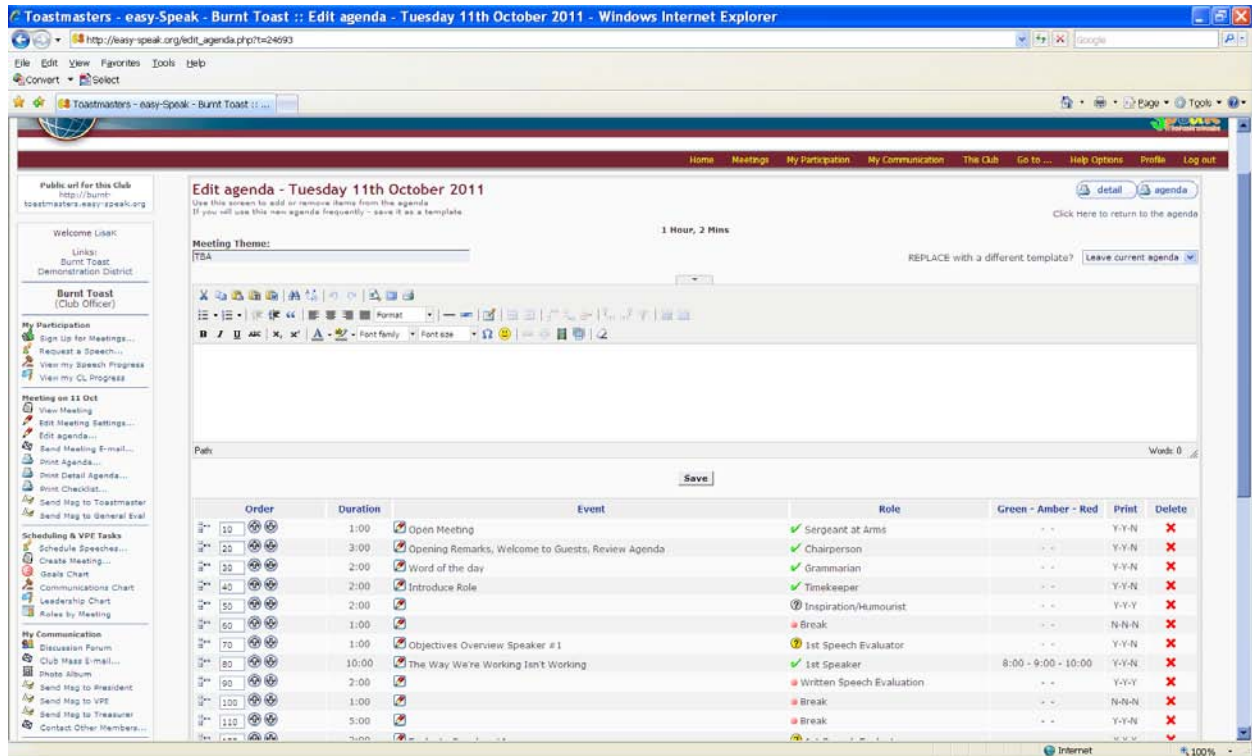 Toastmasters - easy-Speak - Burnt Toast :: Edit agenda - Tuesday 11th October 2011 - Windows Internet Explorer
http://easy-speak.org/edit_agenda.php?t=24693
Google
File Edit View Favorites Tools Help
Convert Select
Toastmasters - easy-Speak - Burnt Toast :: ...
Page Tools
Home Meetings My Participation My Communication This Club Go to ... Help Options Profile Log out
Public url for this Club
http://burnt-
toastmasters.easy-speak.org
Welcome LisaK
Links:
Burnt Toast
Demonstration District
Burnt Toast
(Club Officer)
My Participation
Sign Up for Meetings...
Request a Speech...
View my Speech Progress
View my CL Progress
Meeting on 11 Oct
View Meeting
Edit Meeting Settings...
Edit agenda...
Send Meeting E-mail...
Print Agenda...
Print Detail Agenda...
Print Checklist...
Send Msg to Toastmaster
Send Msg to General Eval
Scheduling & VPE Tasks
Schedule Speeches...
Create Meeting...
Goals Chart
Communications Chart
Leadership Chart
Roles by Meeting
My Communication
Discussion Forum
Club Mass E-mail...
Photo Album
Send Msg to President
Send Msg to VPE
Send Msg to Treasurer
Contact Other Members...
Edit agenda - Tuesday 11th October 2011
detail agenda
Use this screen to add or remove items from the agenda
If you will use this new agenda frequently - save it as a template
Click Here to return to the agenda
1 Hour, 2 Mins
Meeting Theme:
TBA
REPLACE with a different template? Leave current agenda
Format
B I U ABC x, x' A Font family Font size Ω
Path:
Words: 0
Save
Order Duration Event Role Green - Amber - Red Print Delete
10 1:00 Open Meeting Sergeant at Arms - - Y-Y-N
20 3:00 Opening Remarks, Welcome to Guests, Review Agenda Chairperson - - Y-Y-N
30 2:00 Word of the day Grammarian - - Y-Y-N
40 2:00 Introduce Role Timekeeper - - Y-Y-N
50 2:00 Inspiration/Humourist - - Y-Y-Y
60 1:00 Break - - N-N-N
70 1:00 Objectives Overview Speaker #1 1st Speech Evaluator - - Y-Y-N
80 10:00 The Way We're Working Isn't Working 1st Speaker 8:00 - 9:00 - 10:00 Y-Y-N
90 2:00 Written Speech Evaluation - - Y-Y-Y
100 1:00 Break - - N-N-N
110 5:00 Break - - Y-Y-N
Internet 100%